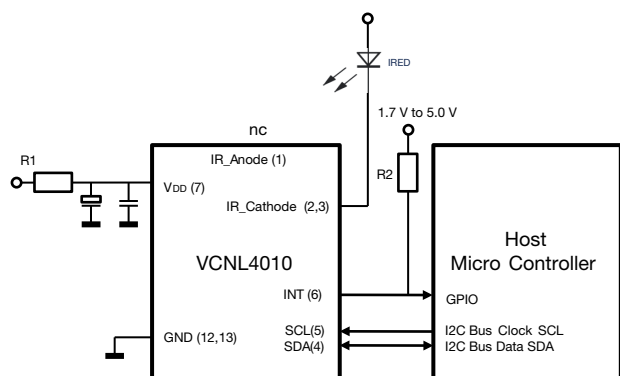 IRED
1.7 V to 5.0 V
nc
R1
R2
IR_Anode (1)
VDD (7)
IR_Cathode (2,3)
VCNL4010
Host
Micro Controller
INT (6)
GPIO
GND (12,13)
SCL(5)
I2C Bus Clock SCL
SDA(4)
I2C Bus Data SDA